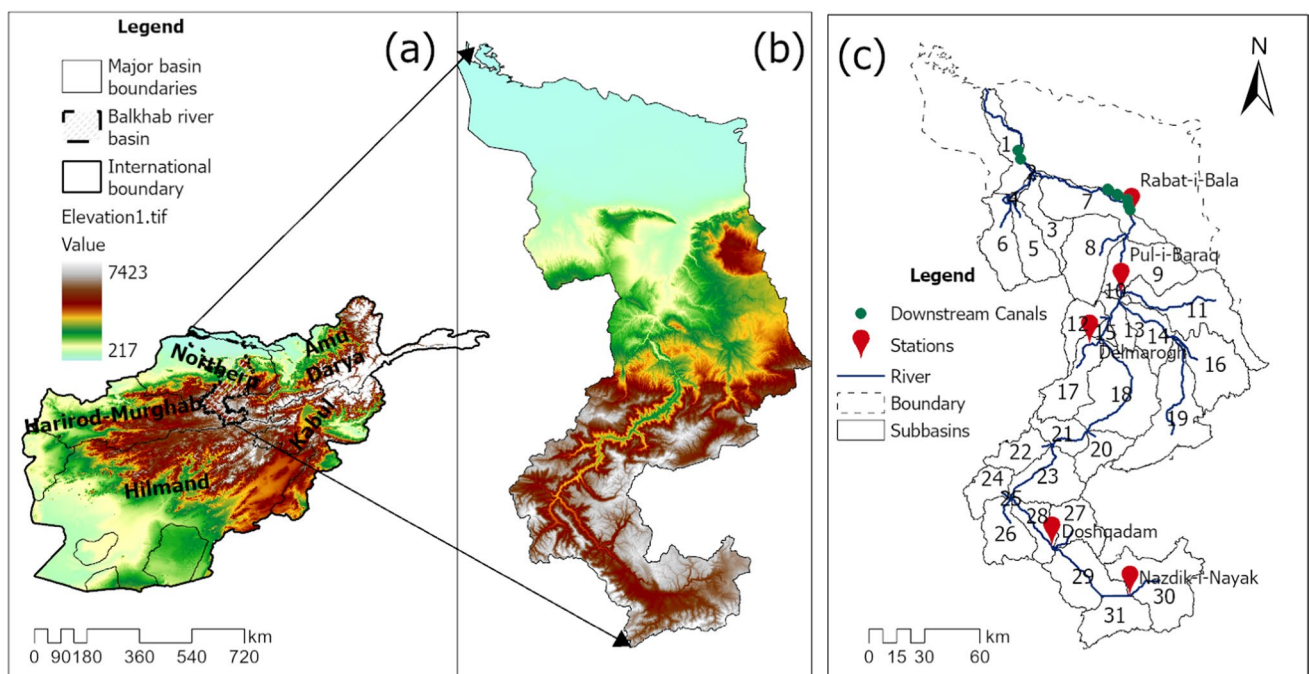 Legend
(a)
Major basin
boundaries
Balkhab river
basin
International
boundary
Elevation1.tif
Value
7423
217
Northern
Amu
Darya
Harirod-Murghab
Kabul
Hilmand
km
0 90 180 360 540 720
(b)
(c)
N
1
2
Rabat-i-Bala
7
4
3
6
5
8
Pul-i-Baraq
9
10
11
12
15
13
14
Delmarogh
16
17
18
19
21
22
20
23
24
25
28
27
Doshqadam
26
29
Nazdik-i-Nayak
30
31
Legend
Downstream Canals
Stations
River
Boundary
Subbasins
km
0 15 30 60